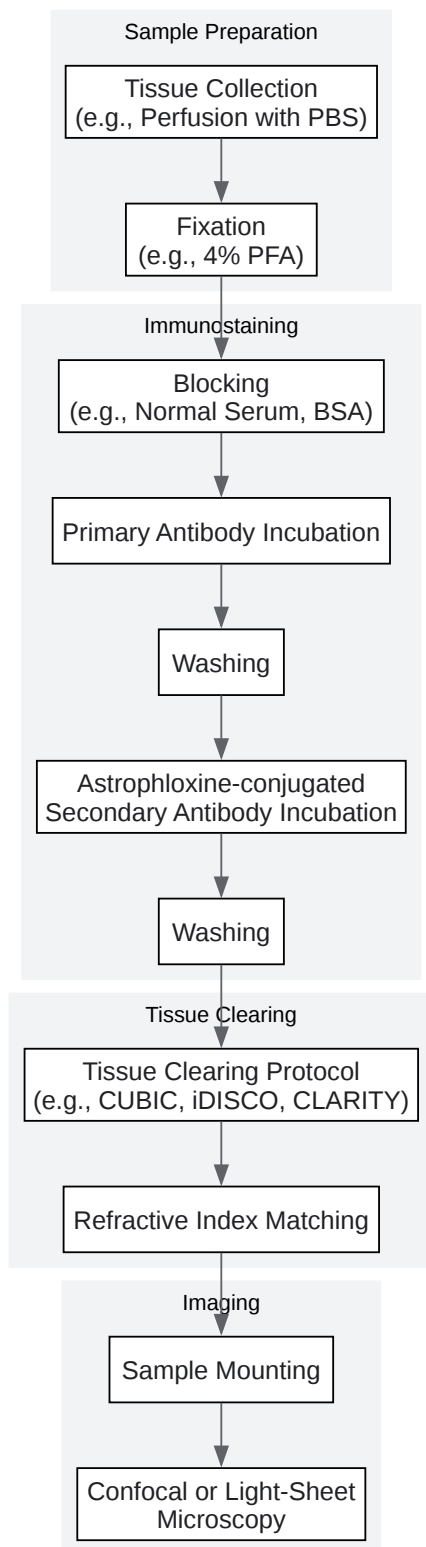 Sample Preparation
Tissue Collection
(e.g., Perfusion with PBS)
Fixation
(e.g., 4% PFA)
Immunostaining
Blocking
(e.g., Normal Serum, BSA)
Primary Antibody Incubation
Washing
Astrophloxine-conjugated
Secondary Antibody Incubation
Washing
Tissue Clearing
Tissue Clearing Protocol
(e.g., CUBIC, iDISCO, CLARITY)
Refractive Index Matching
Imaging
Sample Mounting
Confocal or Light-Sheet
Microscopy